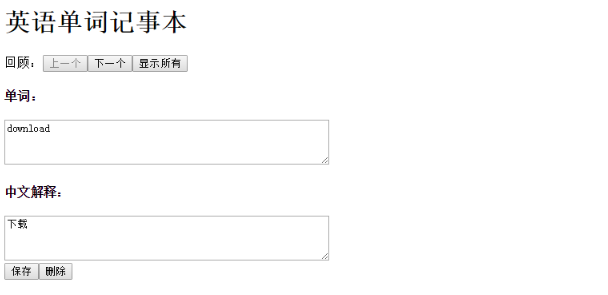 英语单词记事本
回顾：上一个 下一个 显示所有
单词：
download
中文解释：
下载
保存 删除